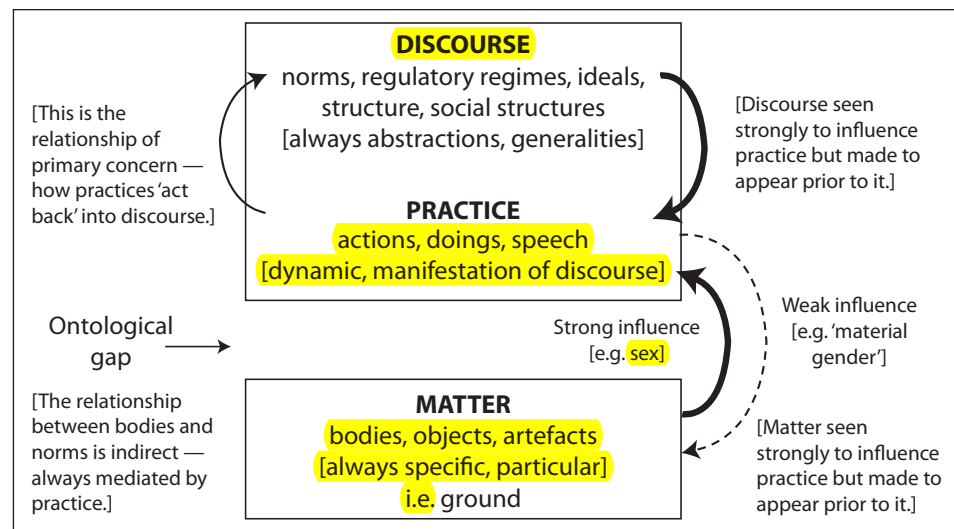 DISCOURSE
norms, regulatory regimes, ideals,
structure, social structures
[always abstractions, generalities]
[This is the
relationship of
primary concern —
how practices ‘act
back’ into discourse.]
[Discourse seen
strongly to influence
practice but made to
appear prior to it.]
PRACTICE
actions, doings, speech
[dynamic, manifestation of discourse]
Ontological
gap
Strong influence
[e.g. sex]
Weak influence
[e.g. ‘material
gender’]
[The relationship
between bodies and
norms is indirect —
always mediated by
practice.]
MATTER
bodies, objects, artefacts
[always specific, particular]
i.e. ground
[Matter seen
strongly to influence
practice but made to
appear prior to it.]